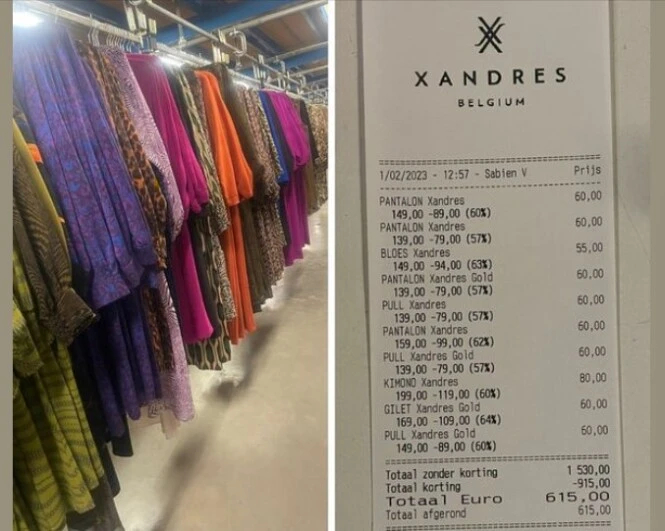 XANDRES
BELGIUM
1/02/2023 - 12:57 - Sabien V Prijs
PANTALON Xandres 60,00
149,00 -89,00 (60%)
PANTALON Xandres 60,00
139,00 -79,00 (57%)
BLOES Xandres 55,00
149,00 -94,00 (63%)
PANTALON Xandres Gold 60,00
139,00 -79,00 (57%)
PULL Xandres 60,00
139,00 -79,00 (57%)
PANTALON Xandres 60,00
159,00 -99,00 (62%)
PULL Xandres Gold 60,00
139,00 -79,00 (57%)
KIMONO Xandres 80,00
199,00 -119,00 (60%)
GILET Xandres Gold 60,00
169,00 -109,00 (64%)
PULL Xandres Gold 60,00
149,00 -89,00 (60%)
Totaal zonder korting 1 530,00
Totaal korting -915,00
Totaal Euro 615,00
Totaal afgerond 615,00